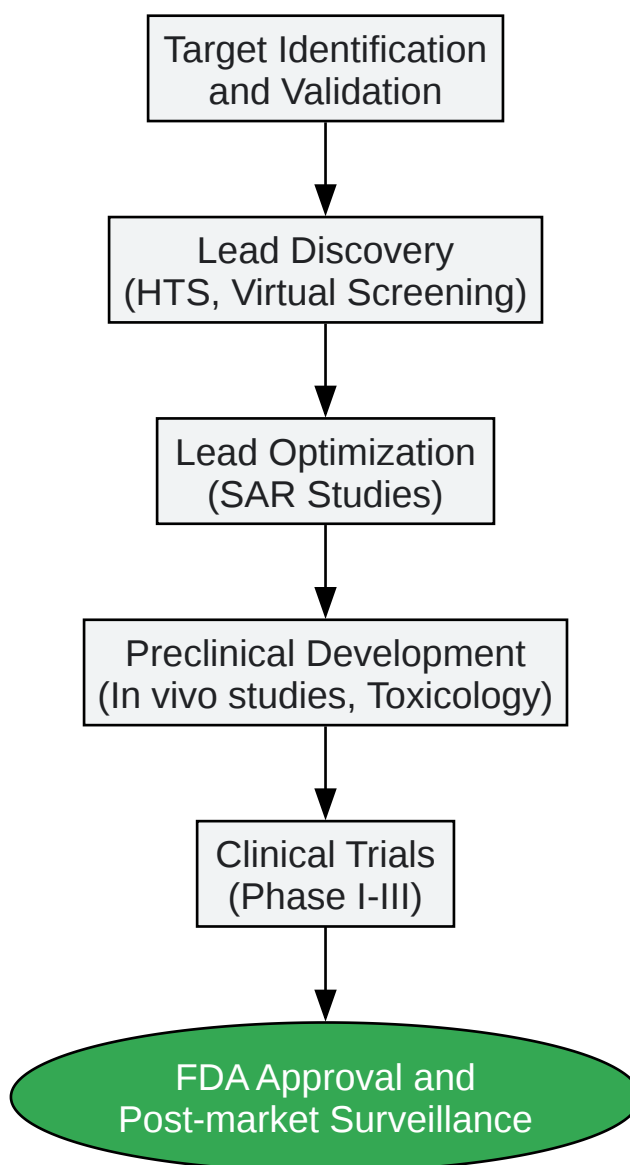 Target Identification
and Validation
Lead Discovery
(HTS, Virtual Screening)
Lead Optimization
(SAR Studies)
Preclinical Development
(In vivo studies, Toxicology)
Clinical Trials
(Phase I-III)
FDA Approval and
Post-market Surveillance